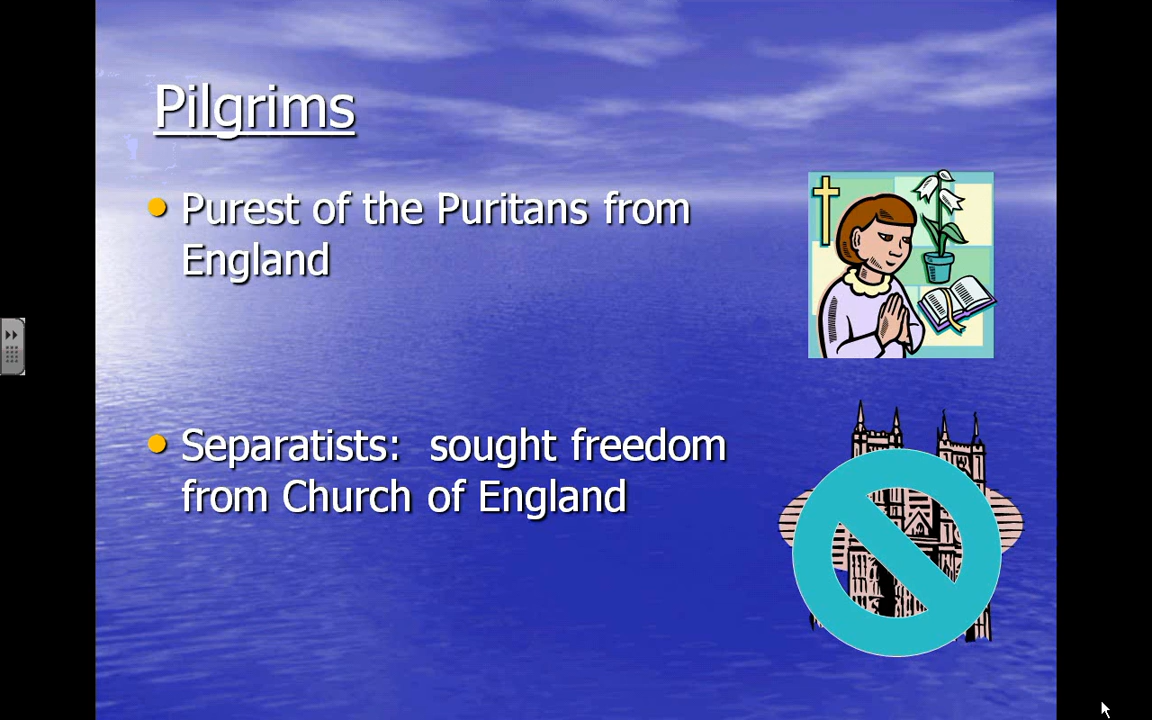 Pilgrims
Purest of the Puritans from
England
Separatists: sought freedom
from Church of England